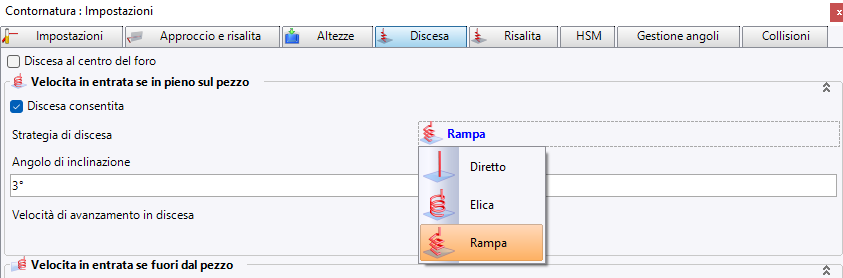 Contornatura : Impostazioni
x
Impostazioni Approccio e risalita Altezze Discesa Risalita HSM Gestione angoli Collisioni
Discesa al centro del foro
Velocita in entrata se in pieno sul pezzo
Discesa consentita
Strategia di discesa Rampa
Angolo di inclinazione
Diretto
3°
Elica
Velocità di avanzamento in discesa
Rampa
Velocita in entrata se fuori dal pezzo